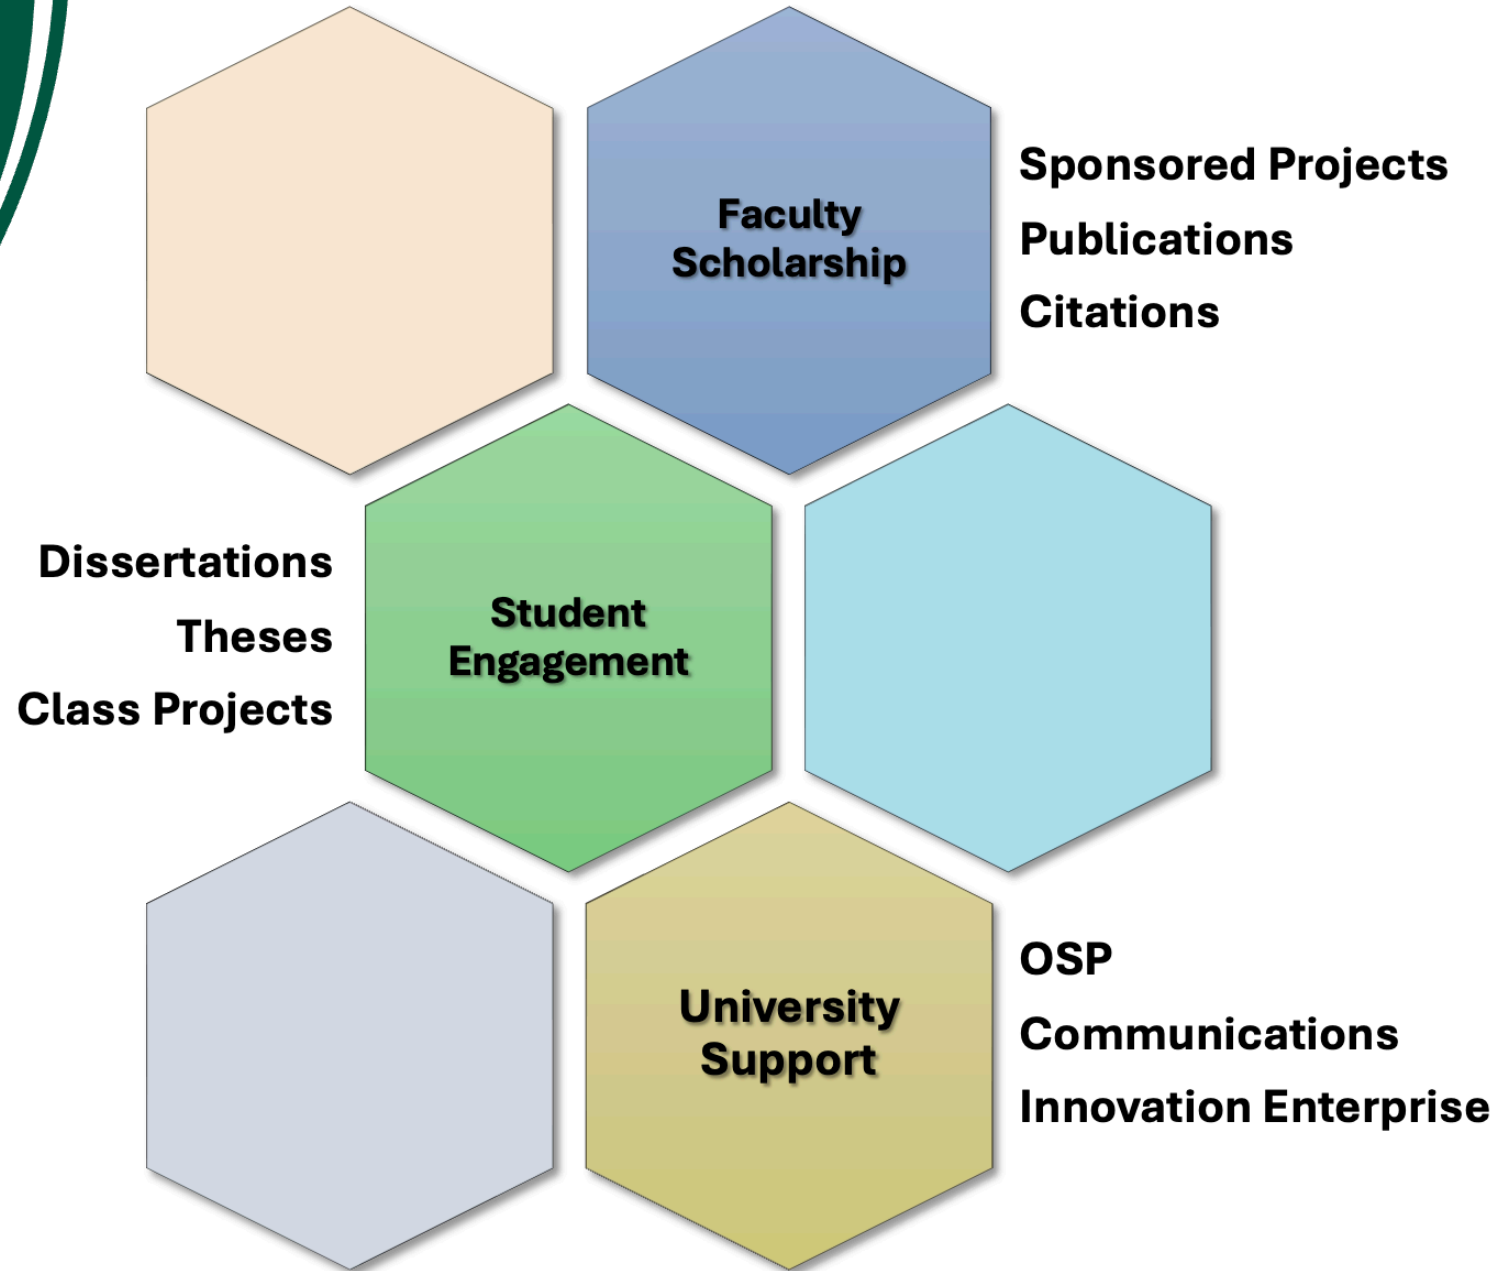 Faculty
Scholarship
Sponsored Projects
Publications
Citations
Dissertations
Theses
Class Projects
Student
Engagement
University
Support
OSP
Communications
Innovation Enterprise